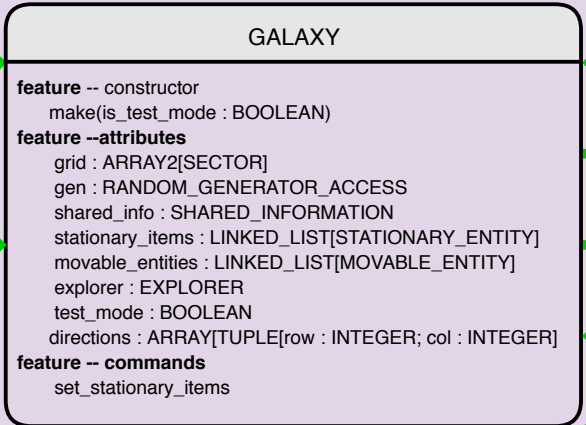 GALAXY
feature -- constructor
make(is_test_mode : BOOLEAN)
feature --attributes
grid : ARRAY2[SECTOR]
gen : RANDOM_GENERATOR_ACCESS
shared_info : SHARED_INFORMATION
stationary_items : LINKED_LIST[STATIONARY_ENTITY]
movable_entities : LINKED_LIST[MOVABLE_ENTITY]
explorer : EXPLORER
test_mode : BOOLEAN
directions : ARRAY[TUPLE[row : INTEGER; col : INTEGER]
feature -- commands
set_stationary_items